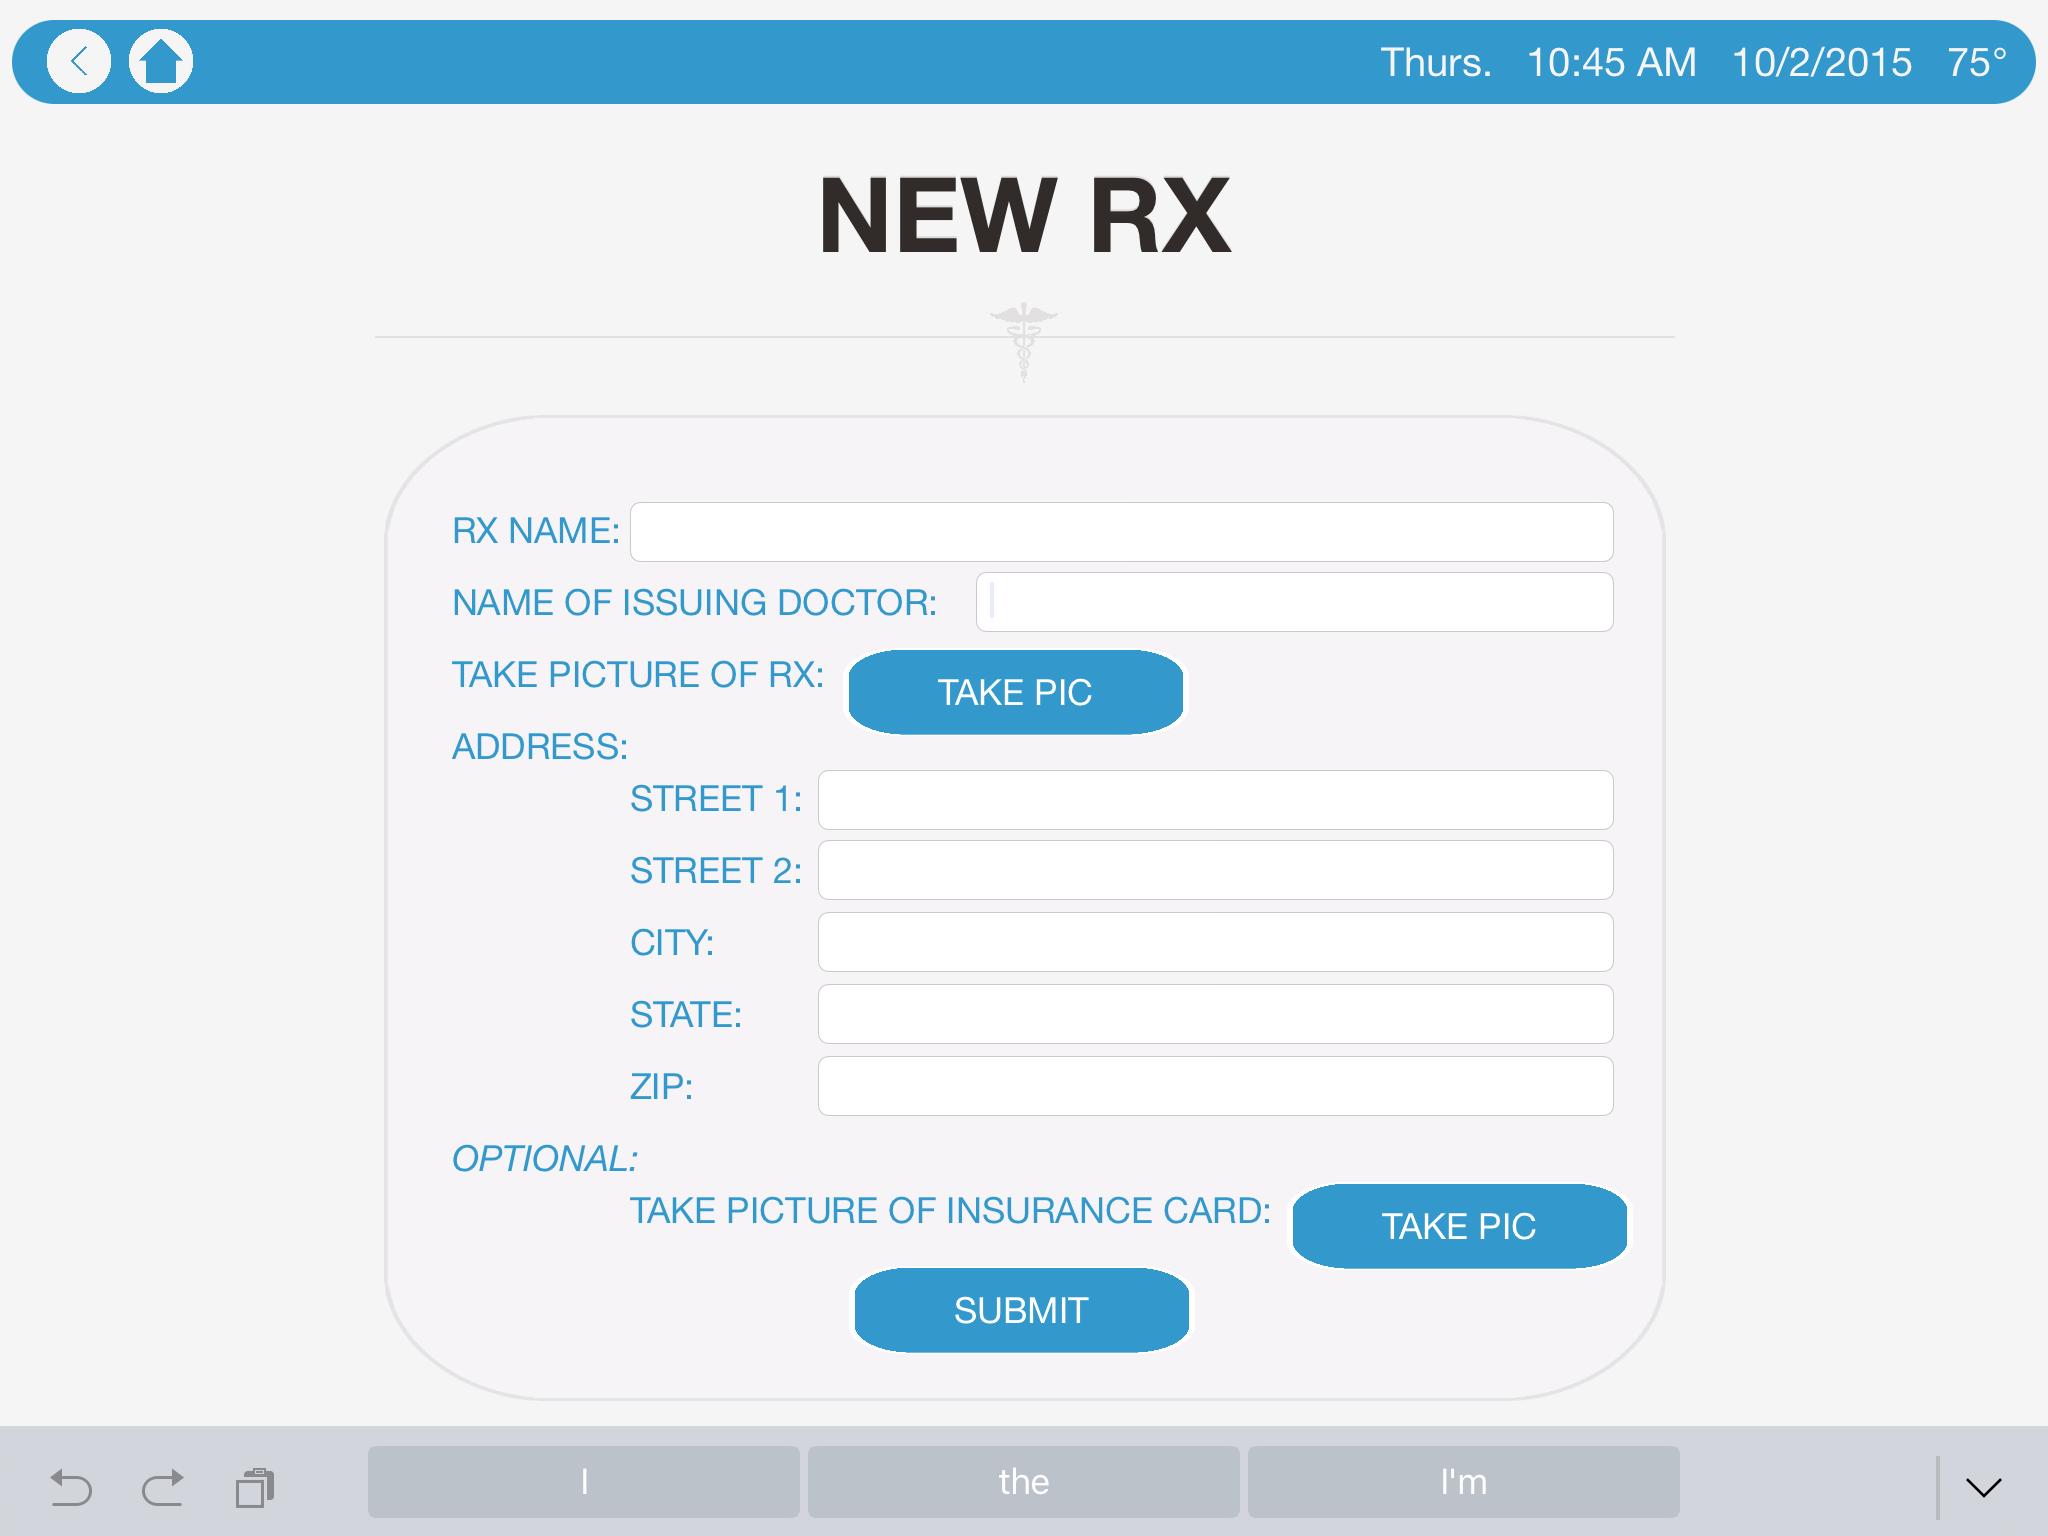 Thurs. 10:45 AM 10/2/2015 75°
NEW RX
RX NAME:
NAME OF ISSUING DOCTOR:
TAKE PICTURE OF RX: TAKE PIC
ADDRESS:
STREET 1:
STREET 2:
CITY:
STATE:
ZIP:
OPTIONAL:
TAKE PICTURE OF INSURANCE CARD: TAKE PIC
SUBMIT
I the I'm